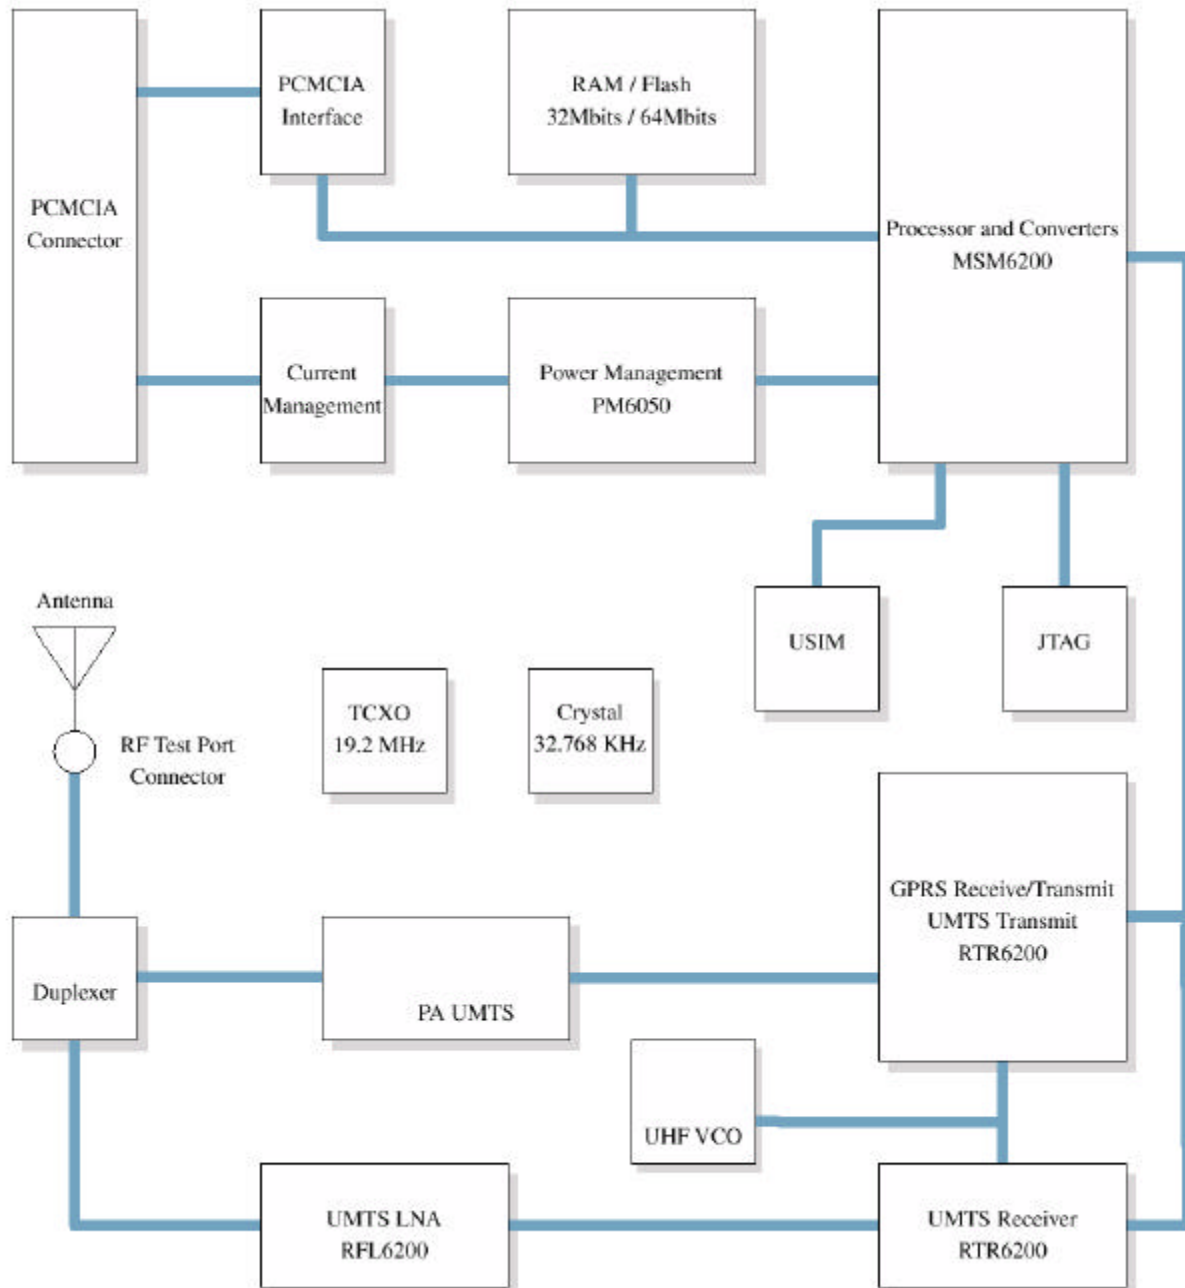 PCMCIA
Interface
RAM / Flash
32Mbits / 64Mbits
PCMCIA
Connector
Processor and Converters
MSM6200
Current
Management
Power Management
PM6050
Antenna
USIM
JTAG
TCXO
19.2 MHz
Crystal
32.768 KHz
RF Test Port
Connector
GPRS Receive/Transmit
UMTS Transmit
RTR6200
Duplexer
PA UMTS
UHF VCO
UMTS LNA
RFL6200
UMTS Receiver
RTR6200